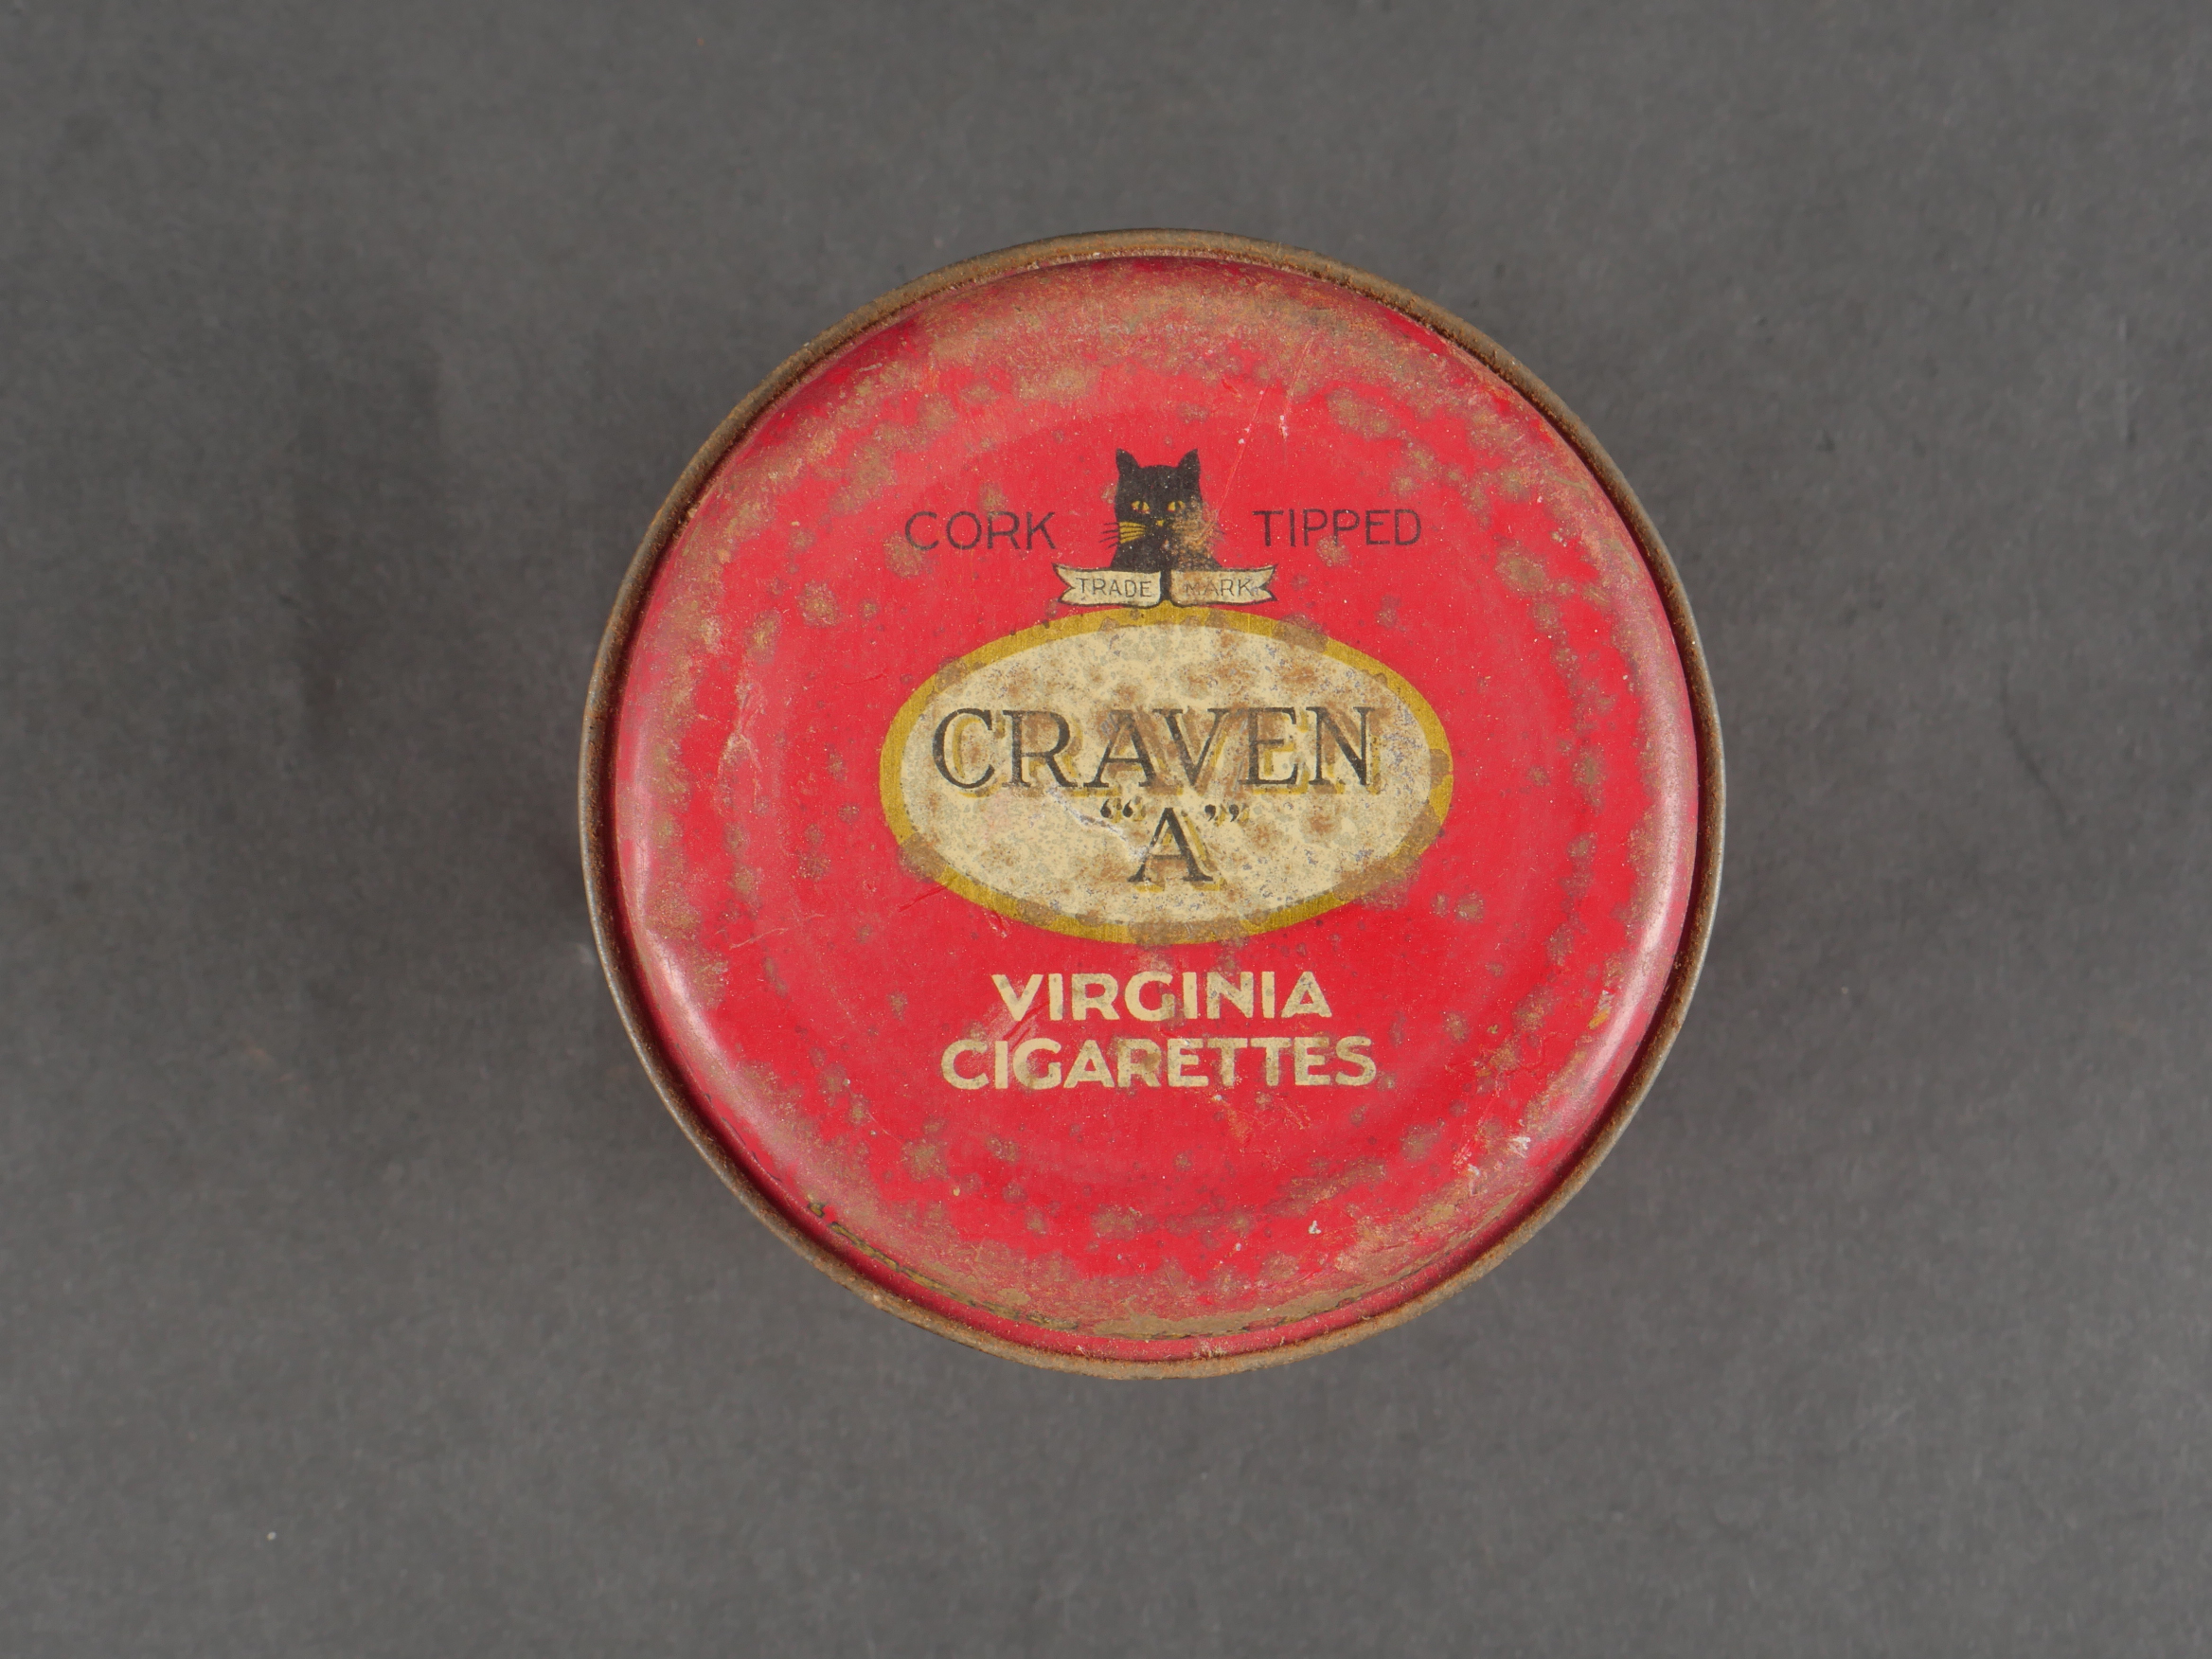 CORK TIPPED
TRADE MARK
CRAVEN
“A”
VIRGINIA
CIGARETTES